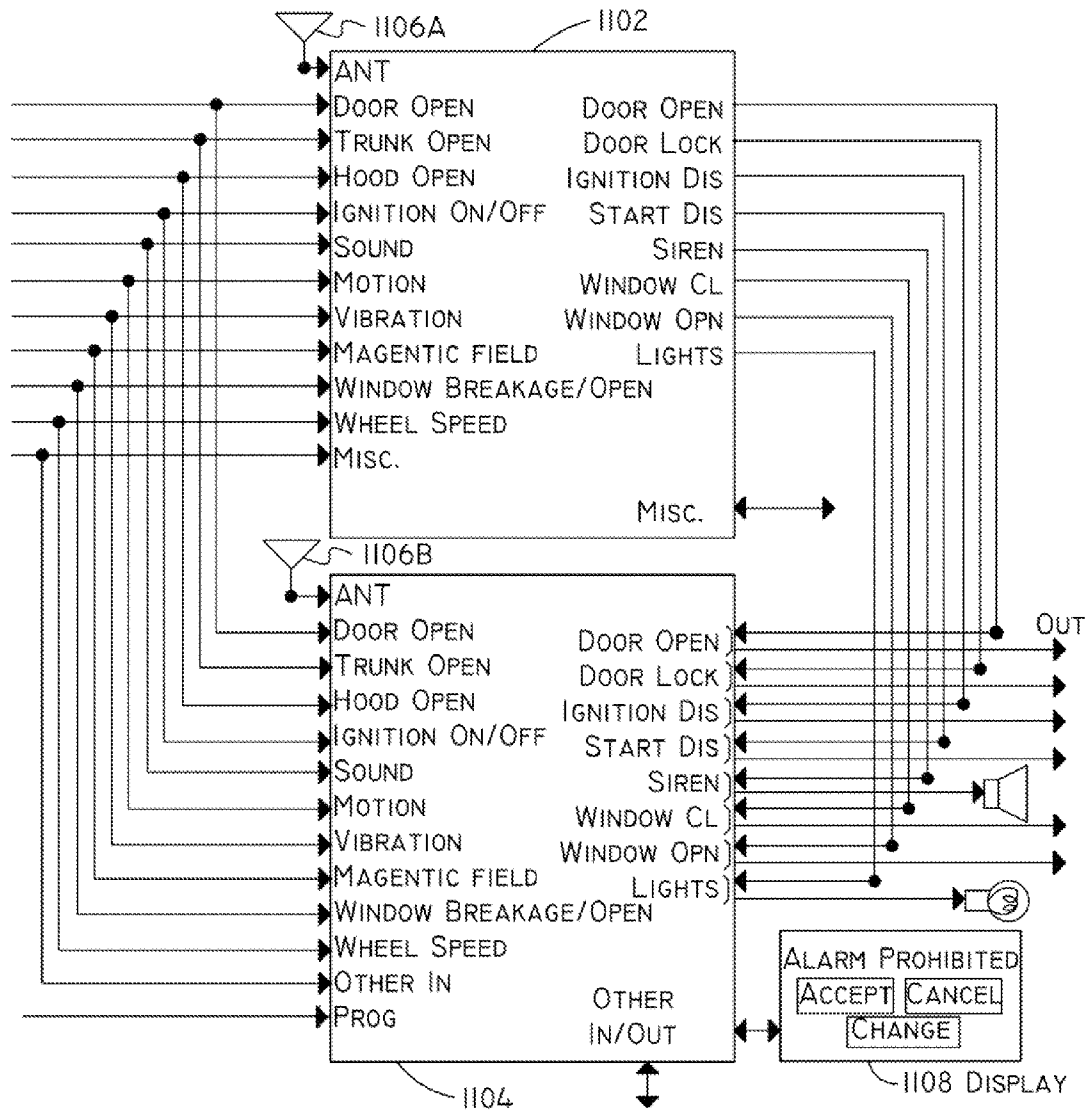 1106A
1102
ANT
DOOR OPEN
TRUNK OPEN
HOOD OPEN
IGNITION ON/OFF
SOUND
MOTION
VIBRATION
MAGENTIC FIELD
WINDOW BREAKAGE/OPEN
WHEEL SPEED
MISC.
DOOR OPEN
DOOR LOCK
IGNITION DIS
START DIS
SIREN
WINDOW CL
WINDOW OPN
LIGHTS
MISC.
1106B
ANT
DOOR OPEN
TRUNK OPEN
HOOD OPEN
IGNITION ON/OFF
SOUND
MOTION
VIBRATION
MAGENTIC FIELD
WINDOW BREAKAGE/OPEN
WHEEL SPEED
OTHER IN
PROG
DOOR OPEN
DOOR LOCK
IGNITION DIS
START DIS
SIREN
WINDOW CL
WINDOW OPN
LIGHTS
OTHER
IN/OUT
OUT
ALARM PROHIBITED
ACCEPT CANCEL
CHANGE
1104
1108 DISPLAY